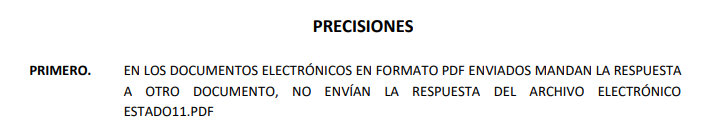 PRECISIONES
PRIMERO. EN LOS DOCUMENTOS ELECTRÓNICOS EN FORMATO PDF ENVIADOS MANDAN LA RESPUESTA
A OTRO DOCUMENTO, NO ENVÍAN LA RESPUESTA DEL ARCHIVO ELECTRÓNICO
ESTADO11.PDF